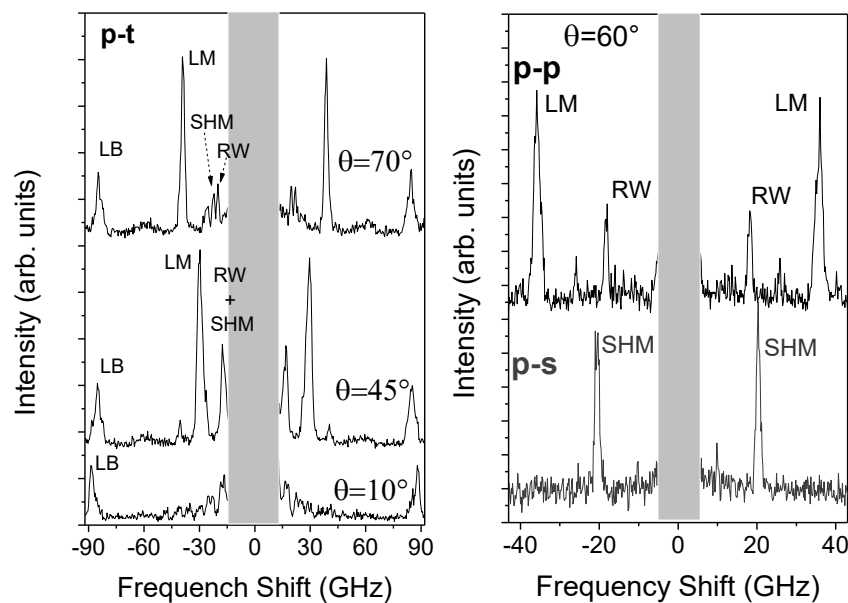 p-t
LM
SHM
RW
LB
θ=70°
LM
RW
+
SHM
LB
θ=45°
LB
θ=10°
-90 -60 -30 0 30 60 90
Frequench Shift (GHz)
Intensity (arb. units)
θ=60°
p-p
LM
LM
RW
RW
p-s
SHM
SHM
-40 -20 0 20 40
Frequency Shift (GHz)
Intensity (arb. units)